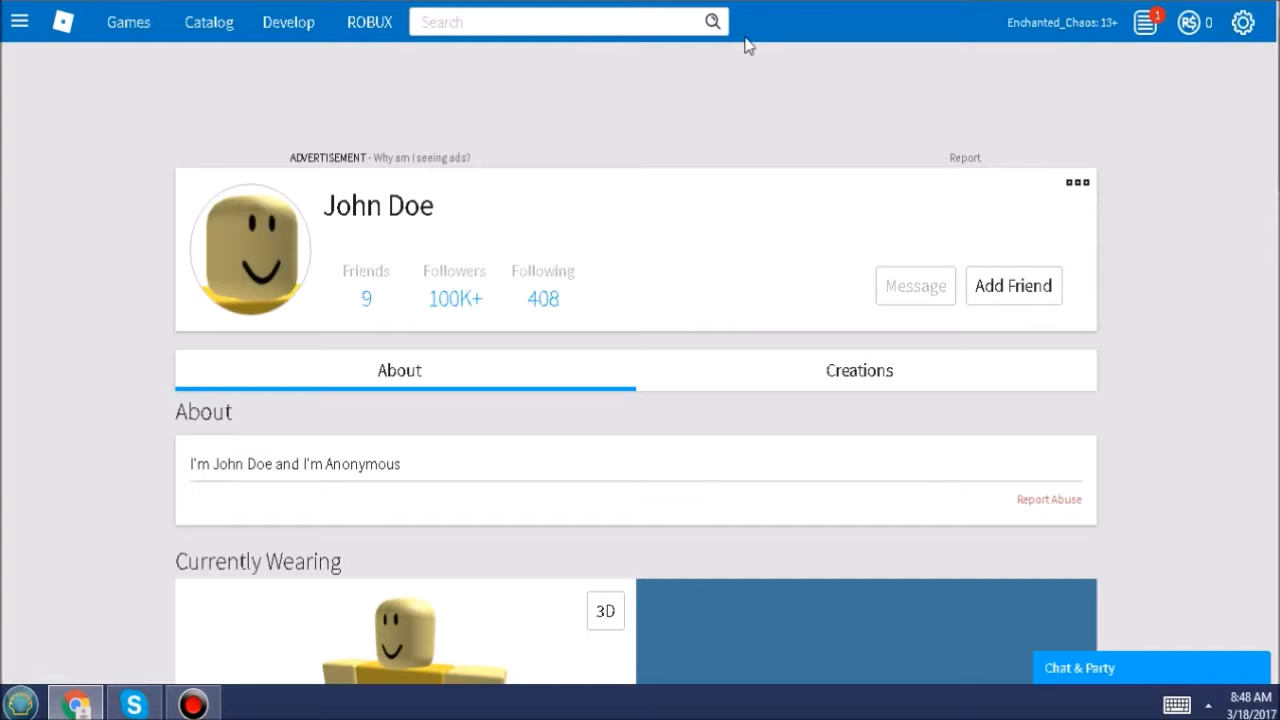 Games Catalog Develop ROBUX Search Enchanted_Chaos: 13+ 1 R$ 0
ADVERTISEMENT - Why am I seeing ads? Report
John Doe
Friends Followers Following
9 100K+ 408
Message Add Friend
About Creations
About
I'm John Doe and I'm Anonymous
Report Abuse
Currently Wearing
3D
Chat & Party
8:48 AM
3/18/2017